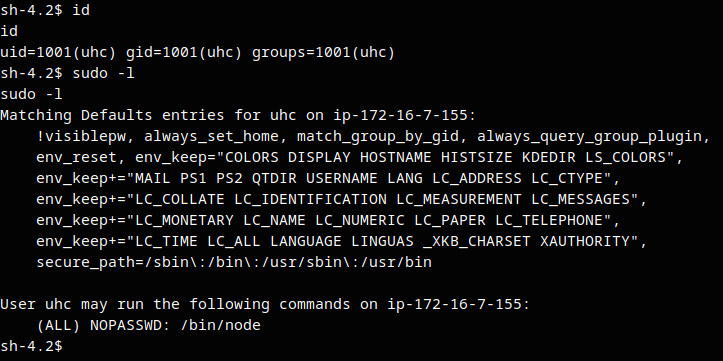 sh-4.2$ id
id
uid=1001(uhc) gid=1001(uhc) groups=1001(uhc)
sh-4.2$ sudo -l
sudo -l
Matching Defaults entries for uhc on ip-172-16-7-155:
    !visiblepw, always_set_home, match_group_by_gid, always_query_group_plugin,
    env_reset, env_keep="COLORS DISPLAY HOSTNAME HISTSIZE KDEDIR LS_COLORS",
    env_keep+="MAIL PS1 PS2 QTDIR USERNAME LANG LC_ADDRESS LC_CTYPE",
    env_keep+="LC_COLLATE LC_IDENTIFICATION LC_MEASUREMENT LC_MESSAGES",
    env_keep+="LC_MONETARY LC_NAME LC_NUMERIC LC_PAPER LC_TELEPHONE",
    env_keep+="LC_TIME LC_ALL LANGUAGE LINGUAS _XKB_CHARSET XAUTHORITY",
    secure_path=/sbin\:/bin\:/usr/sbin\:/usr/bin

User uhc may run the following commands on ip-172-16-7-155:
    (ALL) NOPASSWD: /bin/node
sh-4.2$